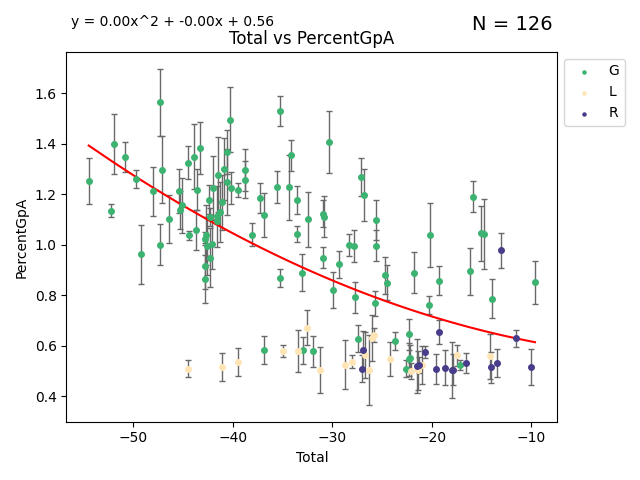 y = 0.00x^2 + -0.00x + 0.56
N = 126
Total vs PercentGpA
G
L
R
PercentGpA
1.6
1.4
1.2
1.0
0.8
0.6
0.4
−50
−40
−30
−20
−10
Total